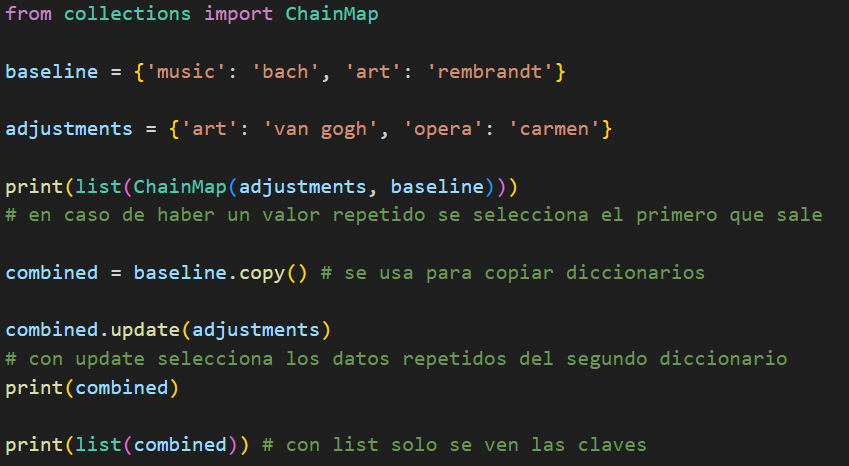 from collections import ChainMap
baseline = {'music': 'bach', 'art': 'rembrandt'}
adjustments = {'art': 'van gogh', 'opera': 'carmen'}
print(list(ChainMap(adjustments, baseline)))
# en caso de haber un valor repetido se selecciona el primero que sale
combined = baseline.copy() # se usa para copiar diccionarios
combined.update(adjustments)
# con update selecciona los datos repetidos del segundo diccionario
print(combined)
print(list(combined)) # con list solo se ven las claves